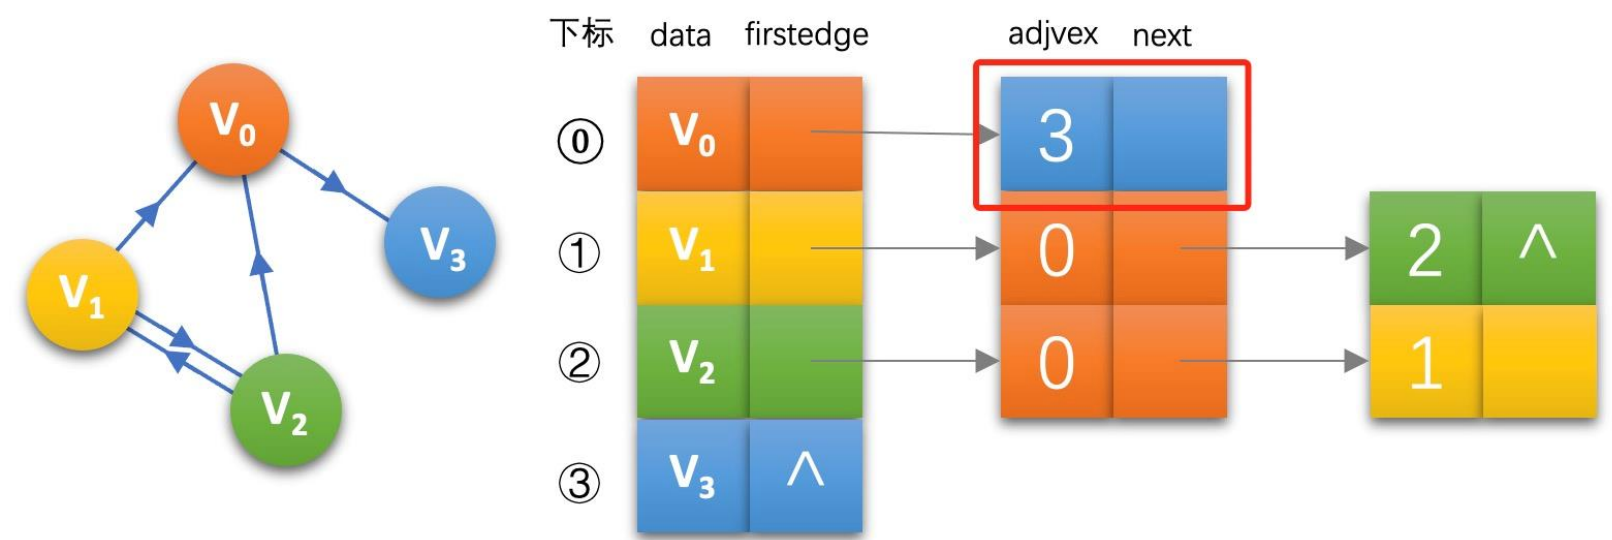 下标 data firstedge adjvex next
V₀
V₁
V₂
V₃
⓪ V₀ 3
① V₁ 0 2 ^
② V₂ 0 1
③ V₃ ^